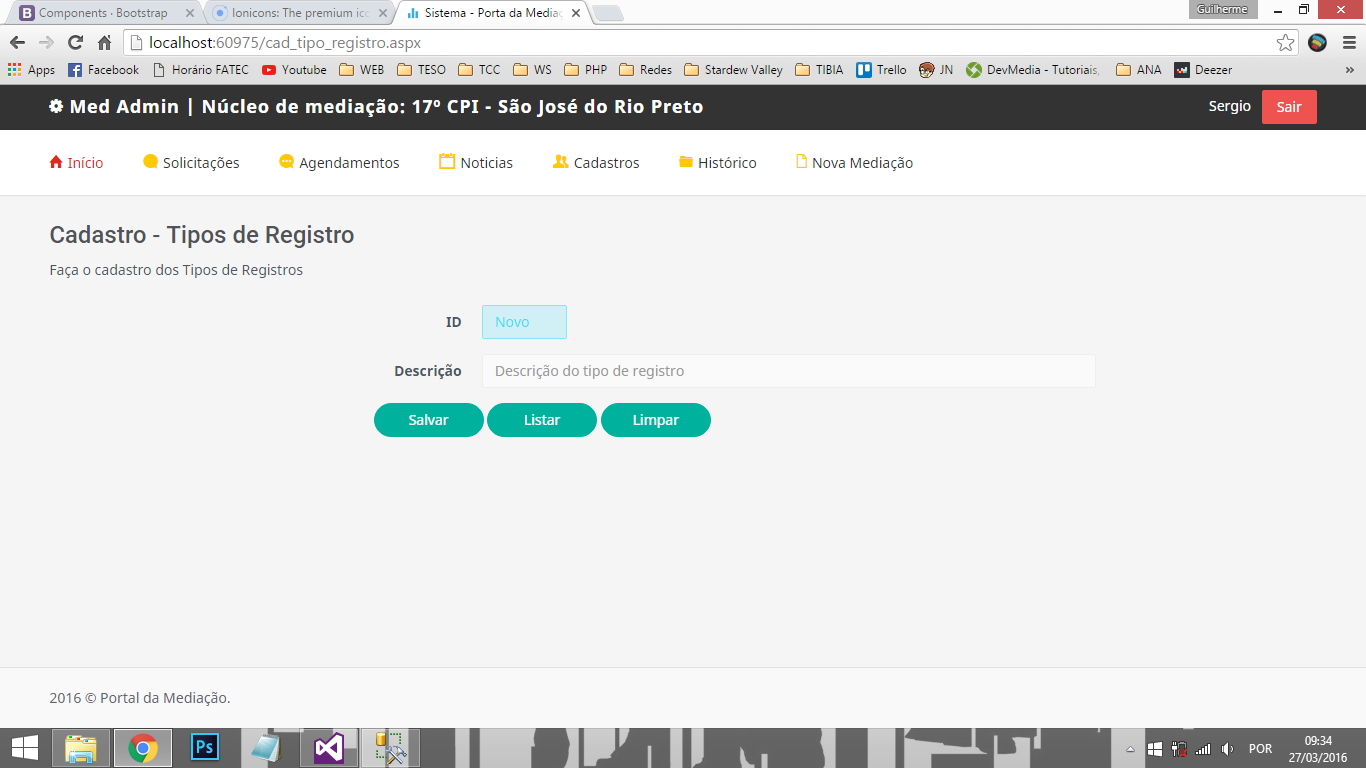 Components · Bootstrap
Ionicons: The premium ico
Sistema - Porta da Mediaç
Guilherme
localhost:60975/cad_tipo_registro.aspx
Apps Facebook Horário FATEC Youtube WEB TESO TCC WS PHP Redes Stardew Valley TIBIA Trello JN DevMedia - Tutoriais, ANA Deezer »
Med Admin | Núcleo de mediação: 17º CPI - São José do Rio Preto
Sergio Sair
Início Solicitações Agendamentos Noticias Cadastros Histórico Nova Mediação
Cadastro - Tipos de Registro
Faça o cadastro dos Tipos de Registros
ID Novo
Descrição Descrição do tipo de registro
Salvar Listar Limpar
2016 © Portal da Mediação.
Ps
POR
09:34
27/03/2016